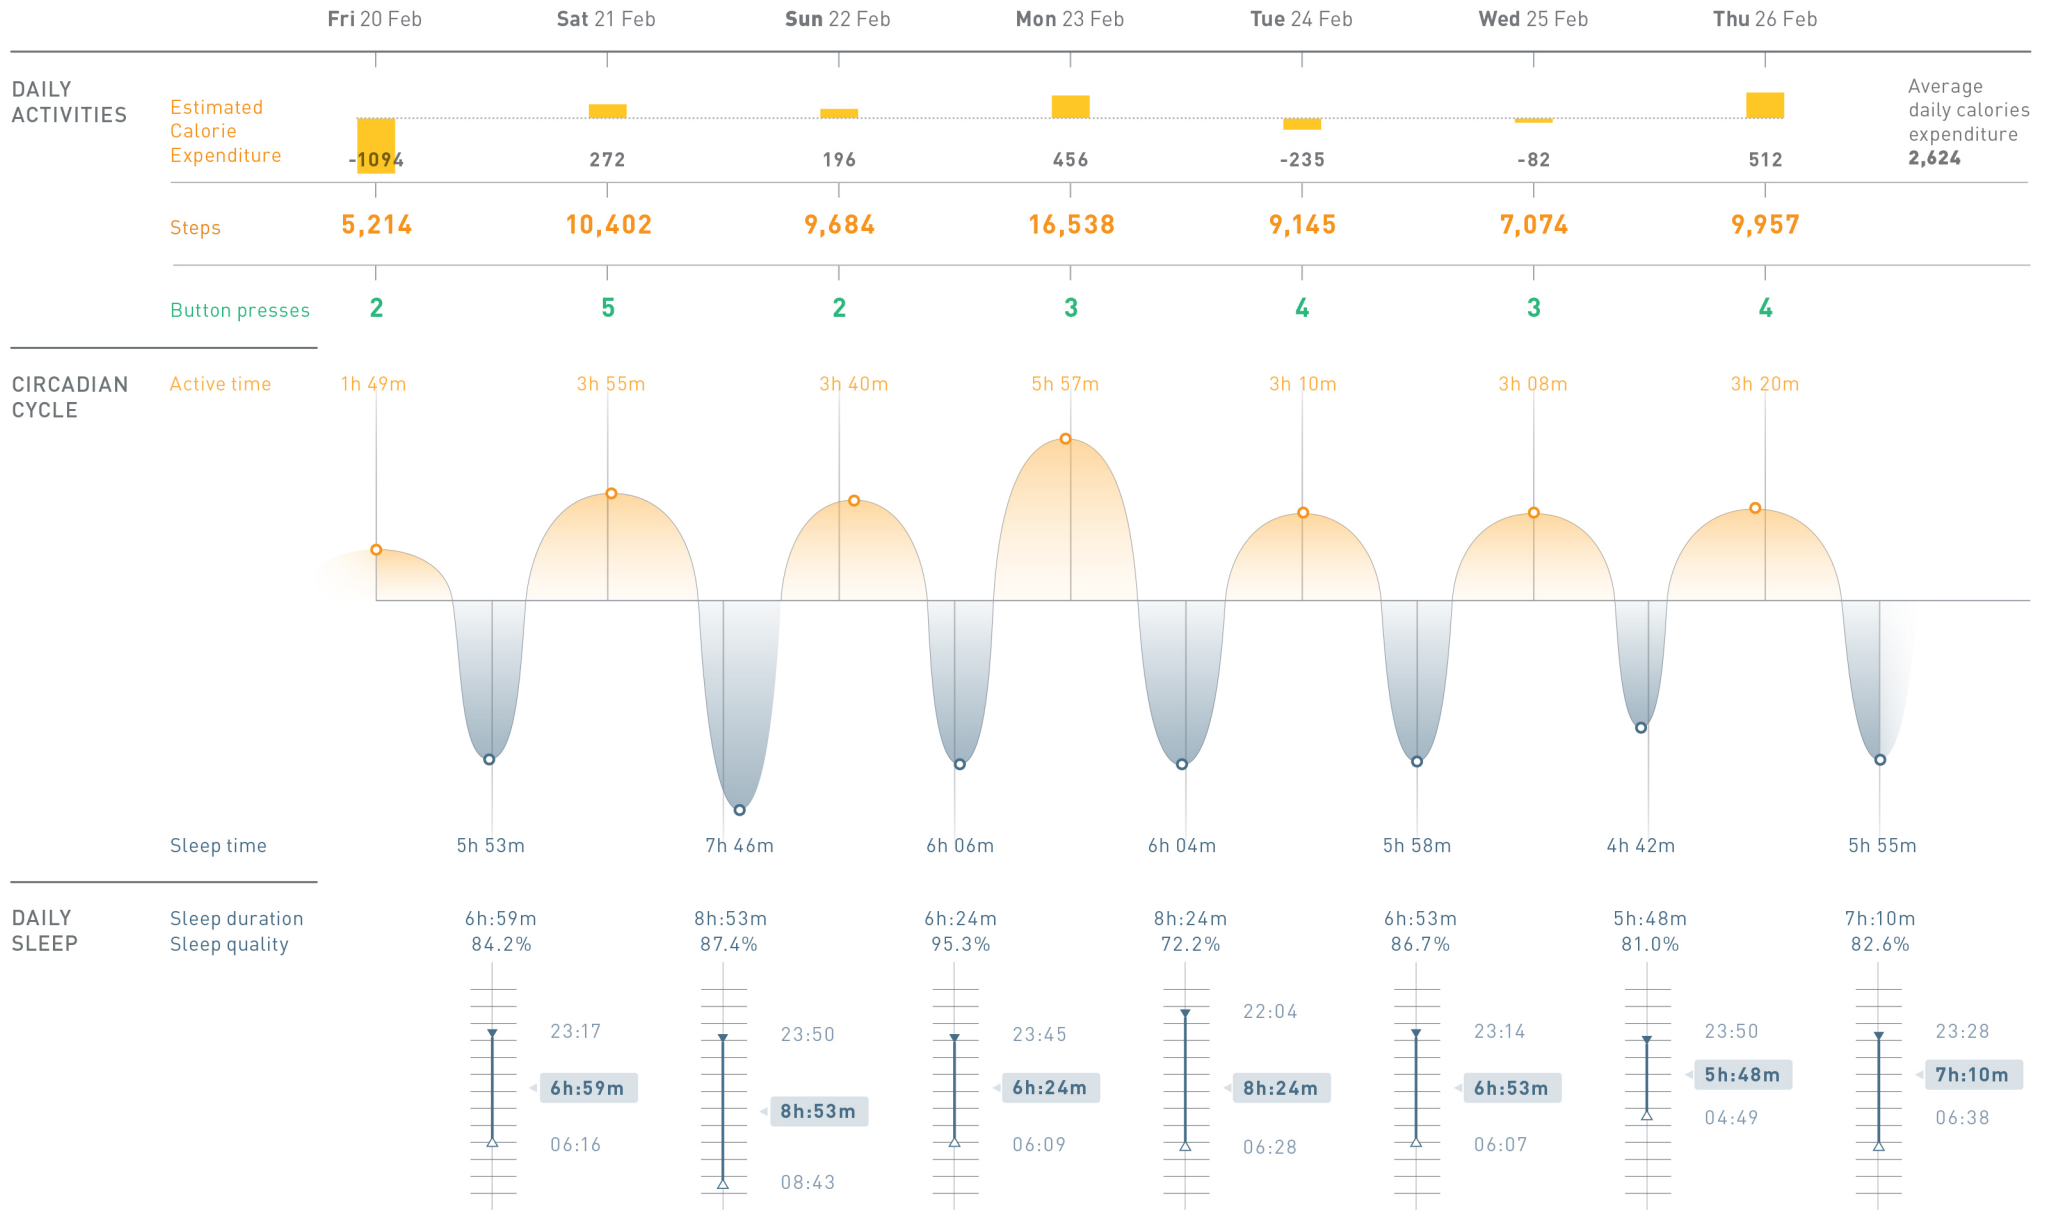 Fri 20 Feb Sat 21 Feb Sun 22 Feb Mon 23 Feb Tue 24 Feb Wed 25 Feb Thu 26 Feb
DAILY
ACTIVITIES
Estimated
Calorie
Expenditure
-1094 272 196 456 -235 -82 512
Average
daily calories
expenditure
2,624
Steps 5,214 10,402 9,684 16,538 9,145 7,074 9,957
Button presses 2 5 2 3 4 3 4
CIRCADIAN
CYCLE
Active time 1h 49m 3h 55m 3h 40m 5h 57m 3h 10m 3h 08m 3h 20m
Sleep time 5h 53m 7h 46m 6h 06m 6h 04m 5h 58m 4h 42m 5h 55m
DAILY
SLEEP
Sleep duration 6h:59m 8h:53m 6h:24m 8h:24m 6h:53m 5h:48m 7h:10m
Sleep quality 84.2% 87.4% 95.3% 72.2% 86.7% 81.0% 82.6%
23:17 23:50 23:45 22:04 23:14 23:50 23:28
6h:59m 8h:53m 6h:24m 8h:24m 6h:53m 5h:48m 7h:10m
06:16 08:43 06:09 06:28 06:07 04:49 06:38